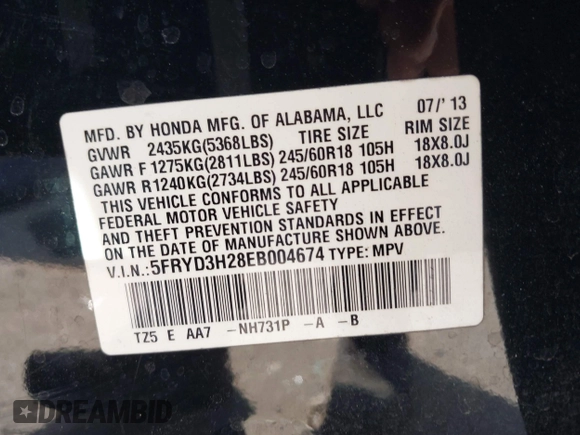 MFD. BY HONDA MFG. OF ALABAMA, LLC 07/'13
GVWR 2435KG(5368LBS) TIRE SIZE RIM SIZE
GAWR F1275KG(2811LBS) 245/60R18 105H 18X8.0J
GAWR R1240KG(2734LBS) 245/60R18 105H 18X8.0J
THIS VEHICLE CONFORMS TO ALL APPLICABLE
FEDERAL MOTOR VEHICLE SAFETY
AND THEFT PREVENTION STANDARDS IN EFFECT
ON THE DATE OF MANUFACTURE SHOWN ABOVE.
V.I.N.:5FRYD3H28EB004674 TYPE: MPV
TZ5 E AA7 -NH731P -A -B
DREAMBID